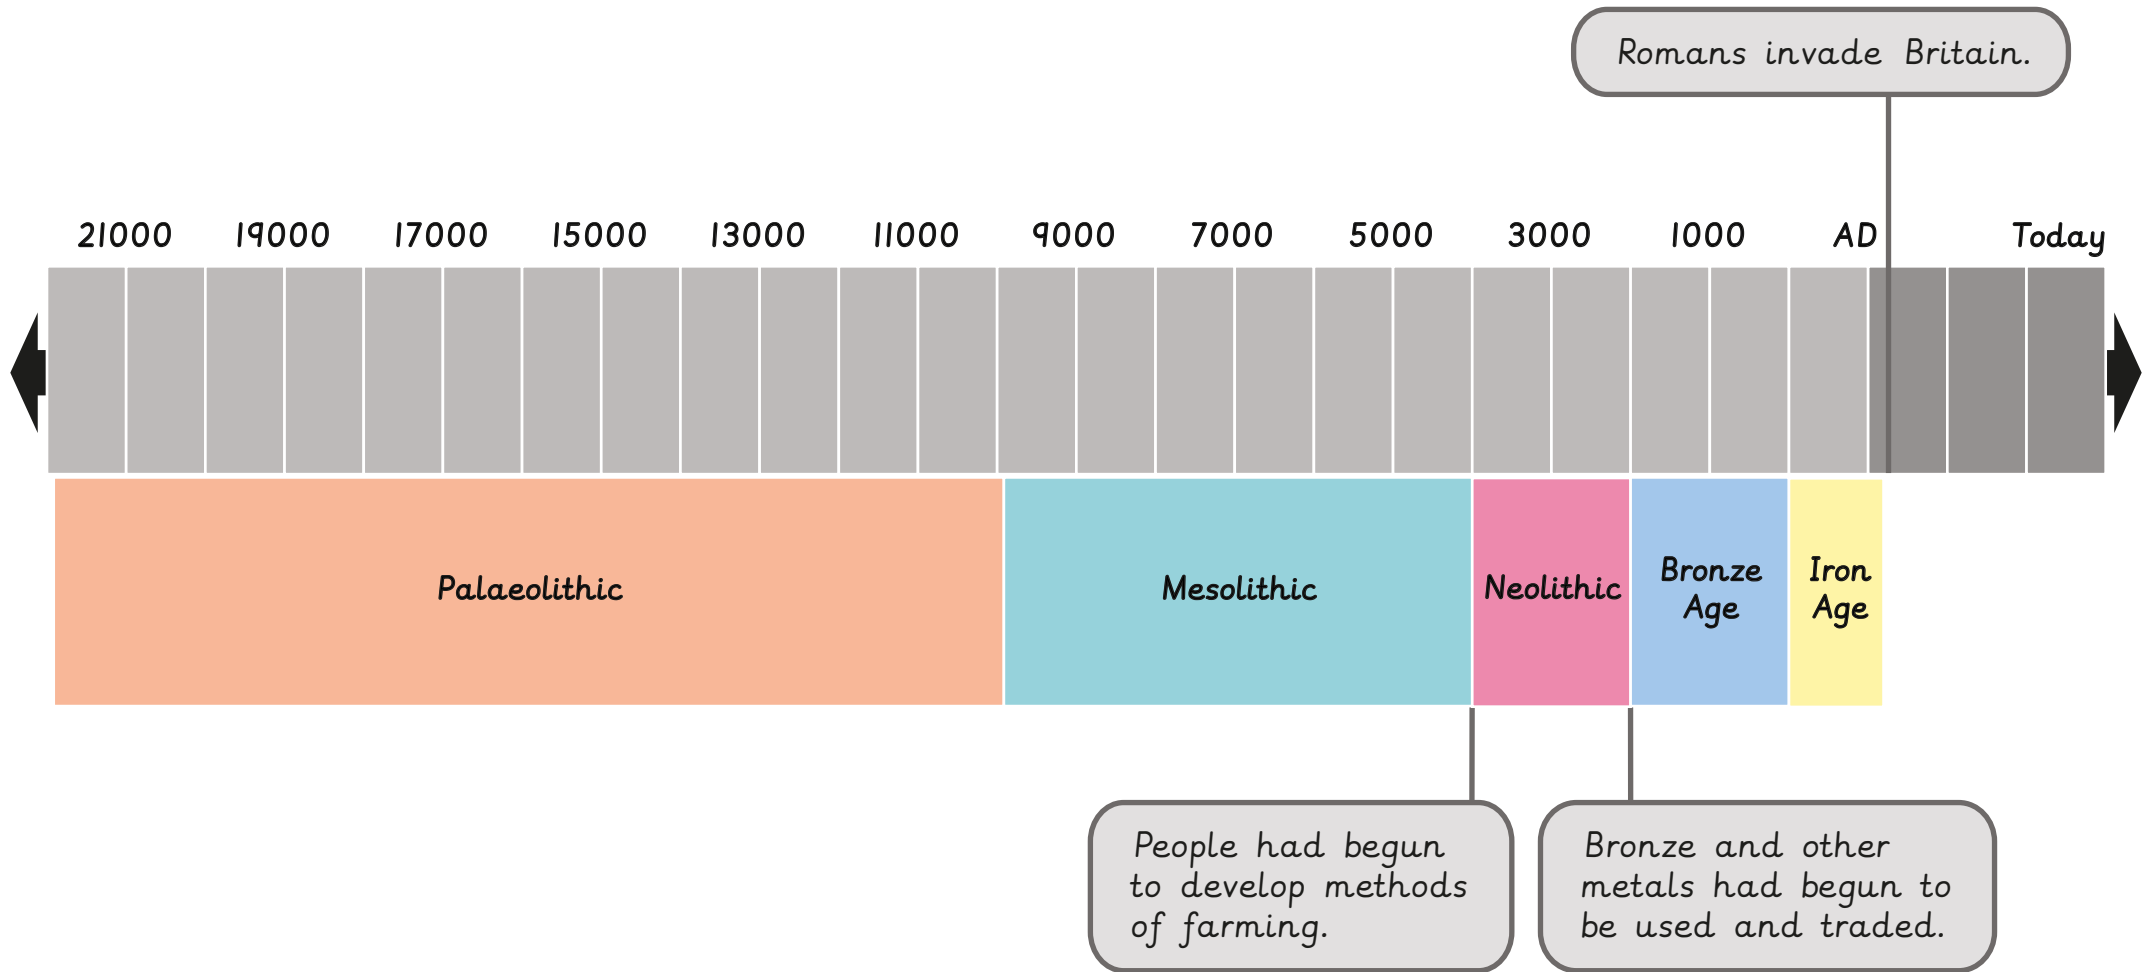 Romans invade Britain.
21000 19000 17000 15000 13000 11000 9000 7000 5000 3000 1000 AD Today
Palaeolithic
Mesolithic
Neolithic
Bronze
Age
Iron
Age
People had begun
to develop methods
of farming.
Bronze and other
metals had begun to
be used and traded.